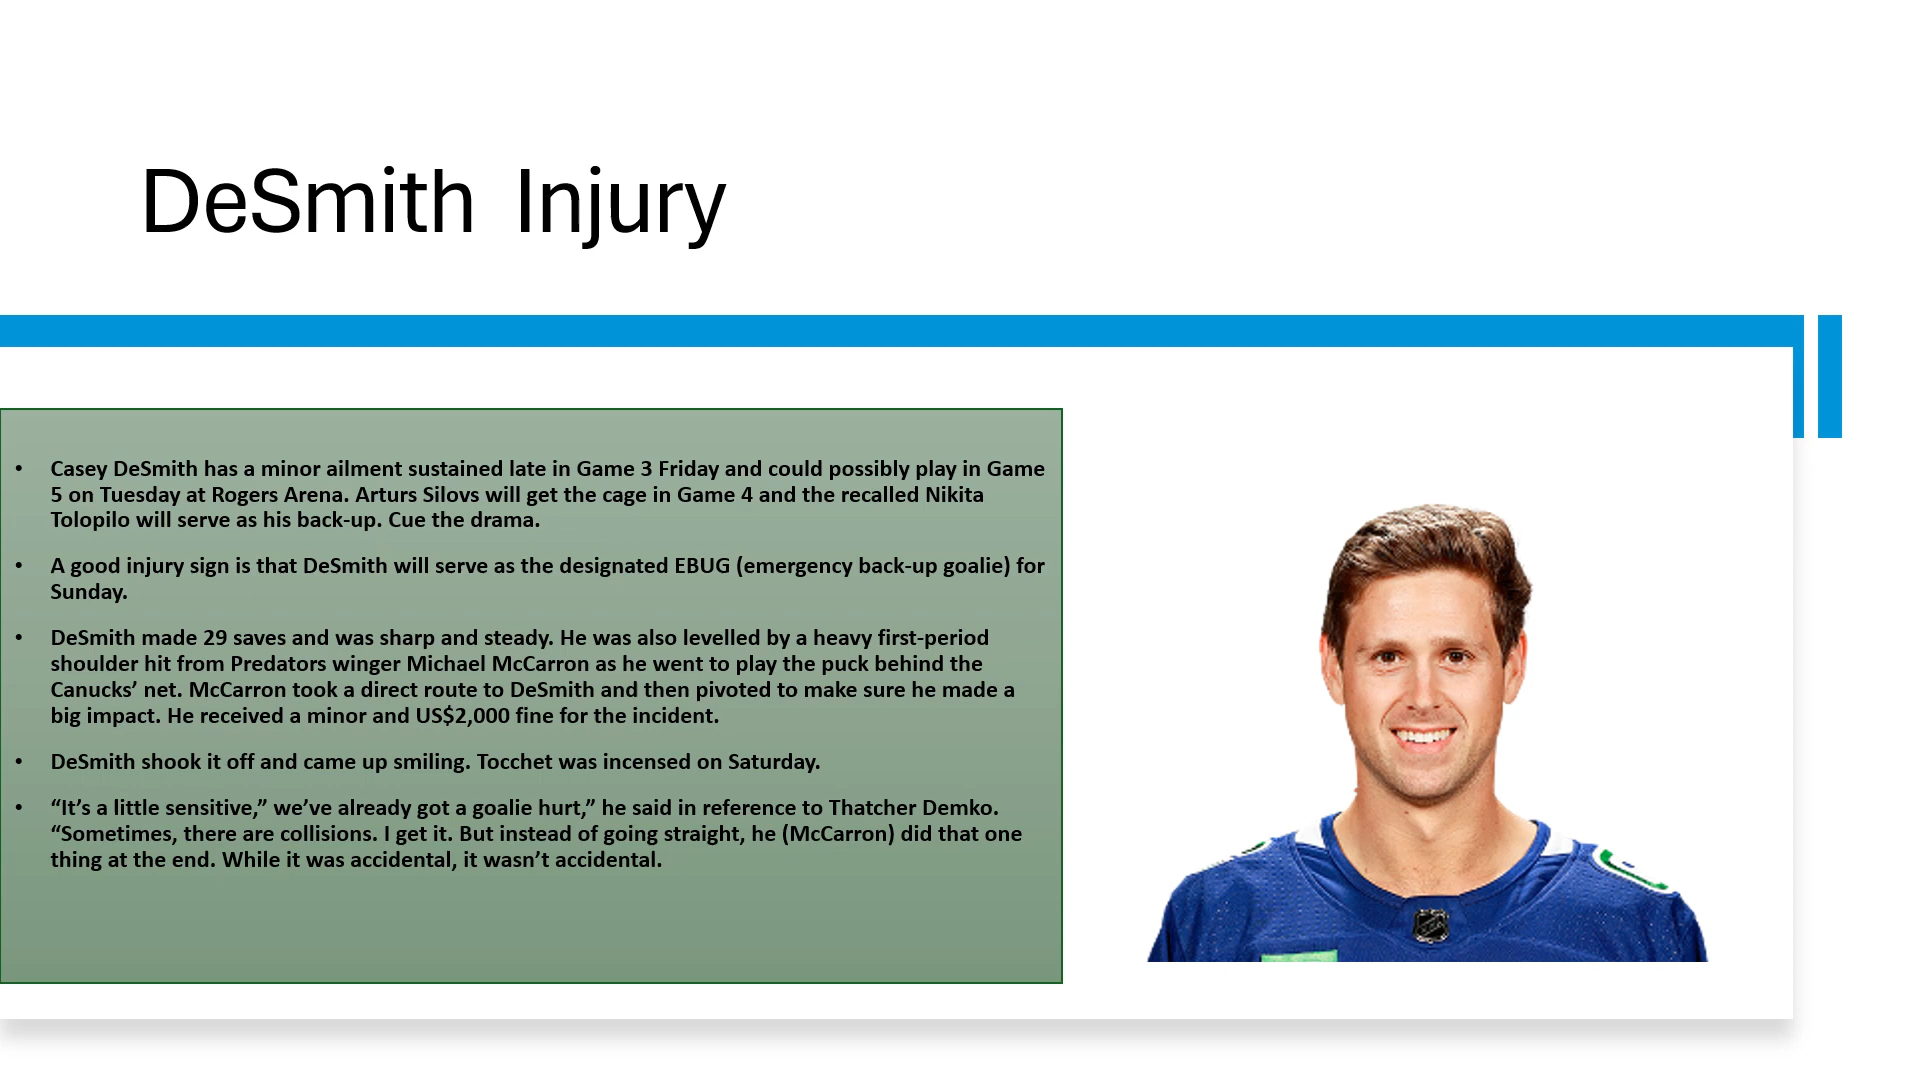 DeSmith Injury
• Casey DeSmith has a minor ailment sustained late in Game 3 Friday and could possibly play in Game
5 on Tuesday at Rogers Arena. Arturs Silovs will get the cage in Game 4 and the recalled Nikita
Tolopilo will serve as his back-up. Cue the drama.
• A good injury sign is that DeSmith will serve as the designated EBUG (emergency back-up goalie) for
Sunday.
• DeSmith made 29 saves and was sharp and steady. He was also levelled by a heavy first-period
shoulder hit from Predators winger Michael McCarron as he went to play the puck behind the
Canucks’ net. McCarron took a direct route to DeSmith and then pivoted to make sure he made a
big impact. He received a minor and US$2,000 fine for the incident.
• DeSmith shook it off and came up smiling. Tocchet was incensed on Saturday.
• “It’s a little sensitive,” we’ve already got a goalie hurt,” he said in reference to Thatcher Demko.
“Sometimes, there are collisions. I get it. But instead of going straight, he (McCarron) did that one
thing at the end. While it was accidental, it wasn’t accidental.